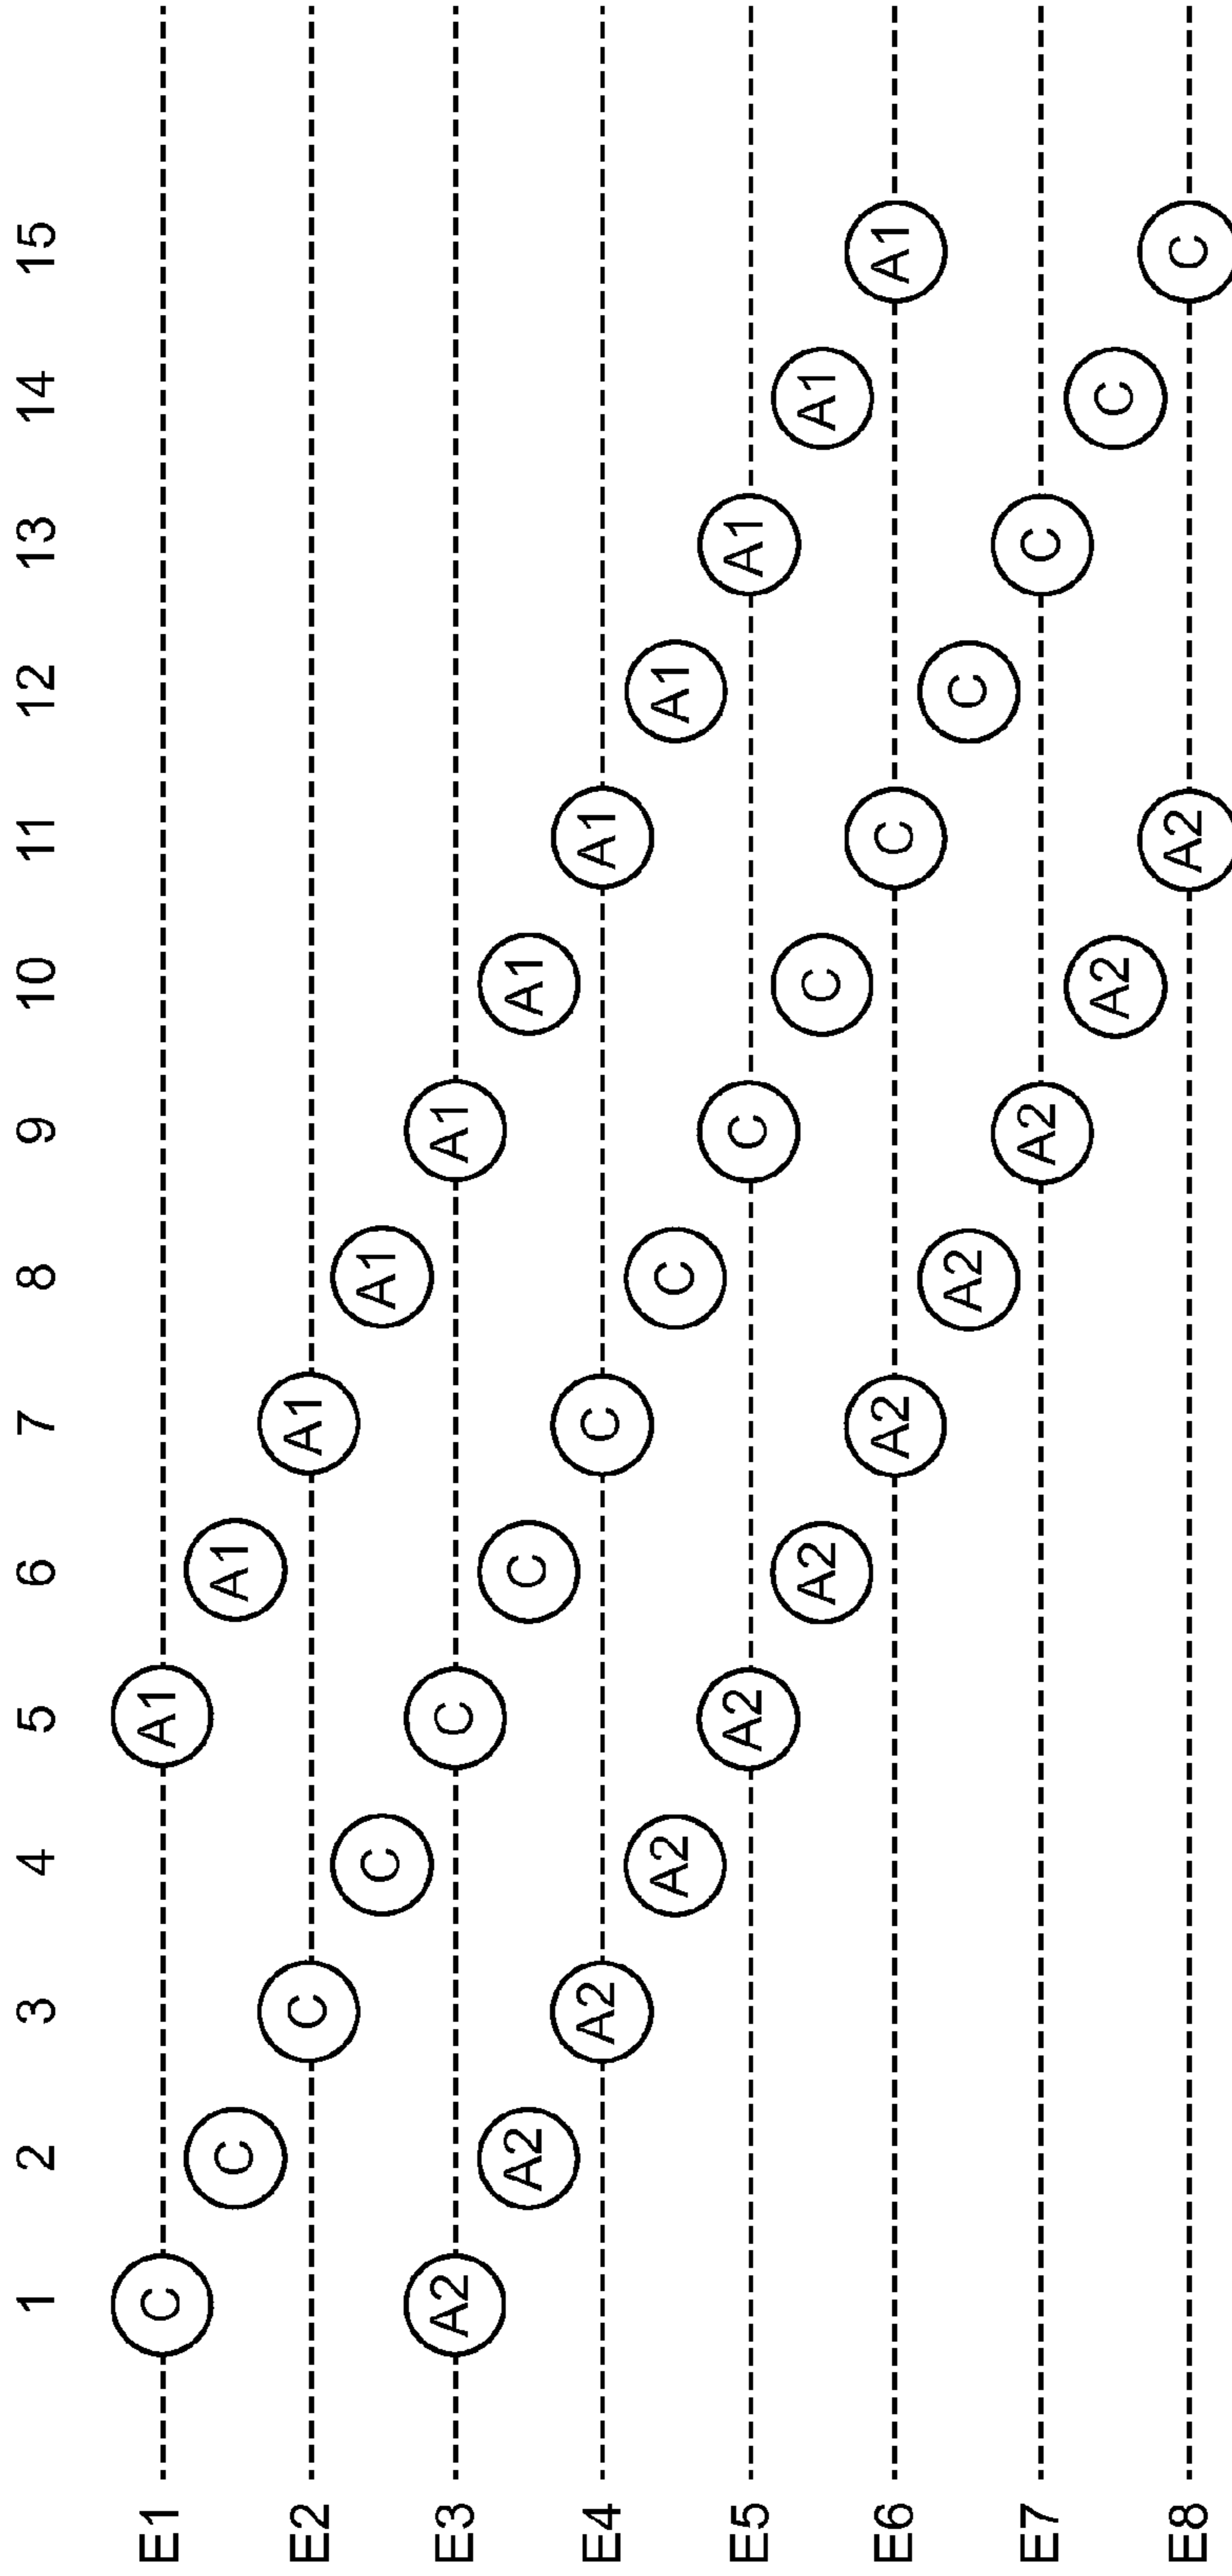 1 2 3 4 5 6 7 8 9 10 11 12 13 14 15
E1 C A1
C A1
E2 C A1
C A1
E3 A2 C A1
A2 C A1
E4 A2 C A1
A2 C A1
E5 A2 C A1
A2 C A1
E6 A2 C A1
A2 C
E7 A2 C
A2 C
E8 A2 C